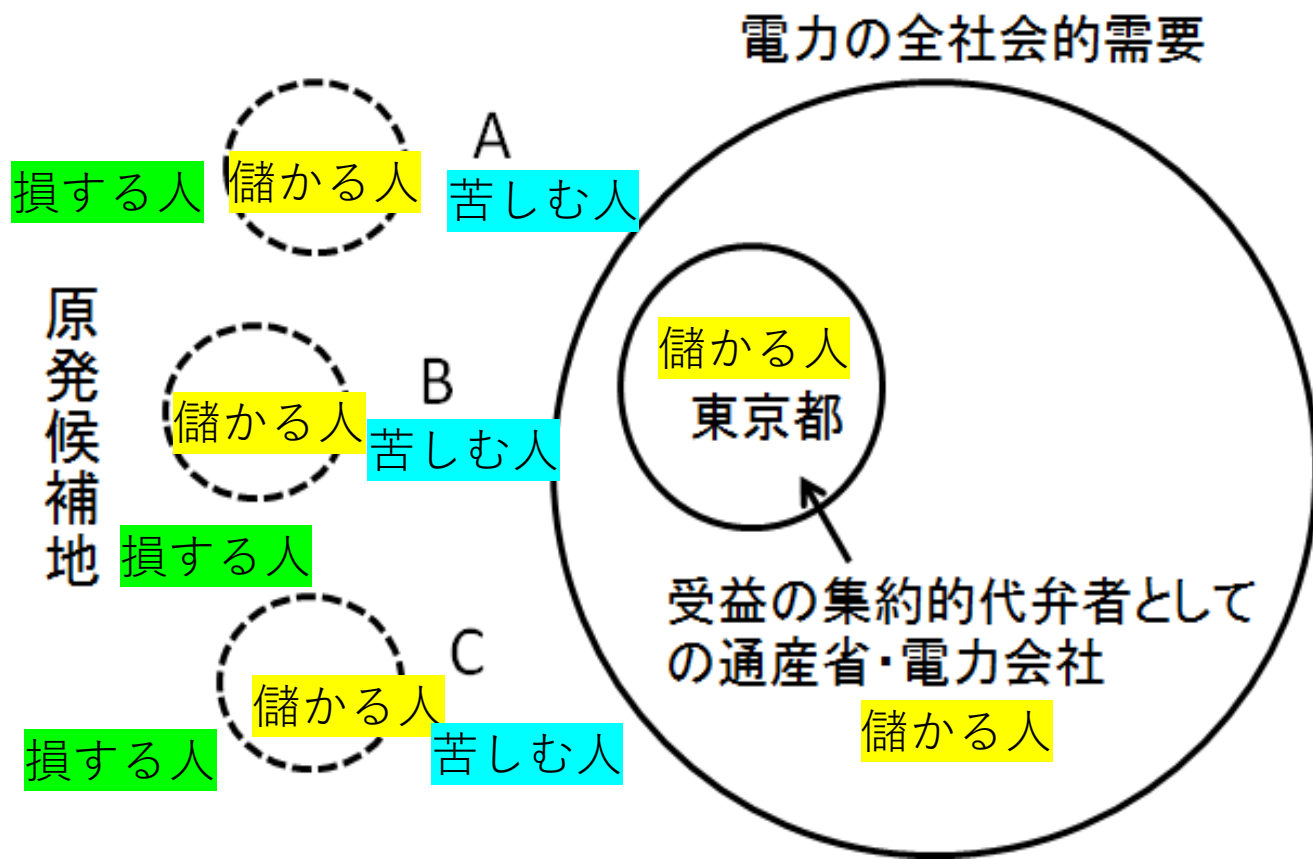 電力の全社会的需要
A
損する人
儲かる人
苦しむ人
原発候補地
B
儲かる人
苦しむ人
損する人
C
儲かる人
損する人
苦しむ人
儲かる人
東京都
受益の集約的代弁者として
の通産省・電力会社
儲かる人